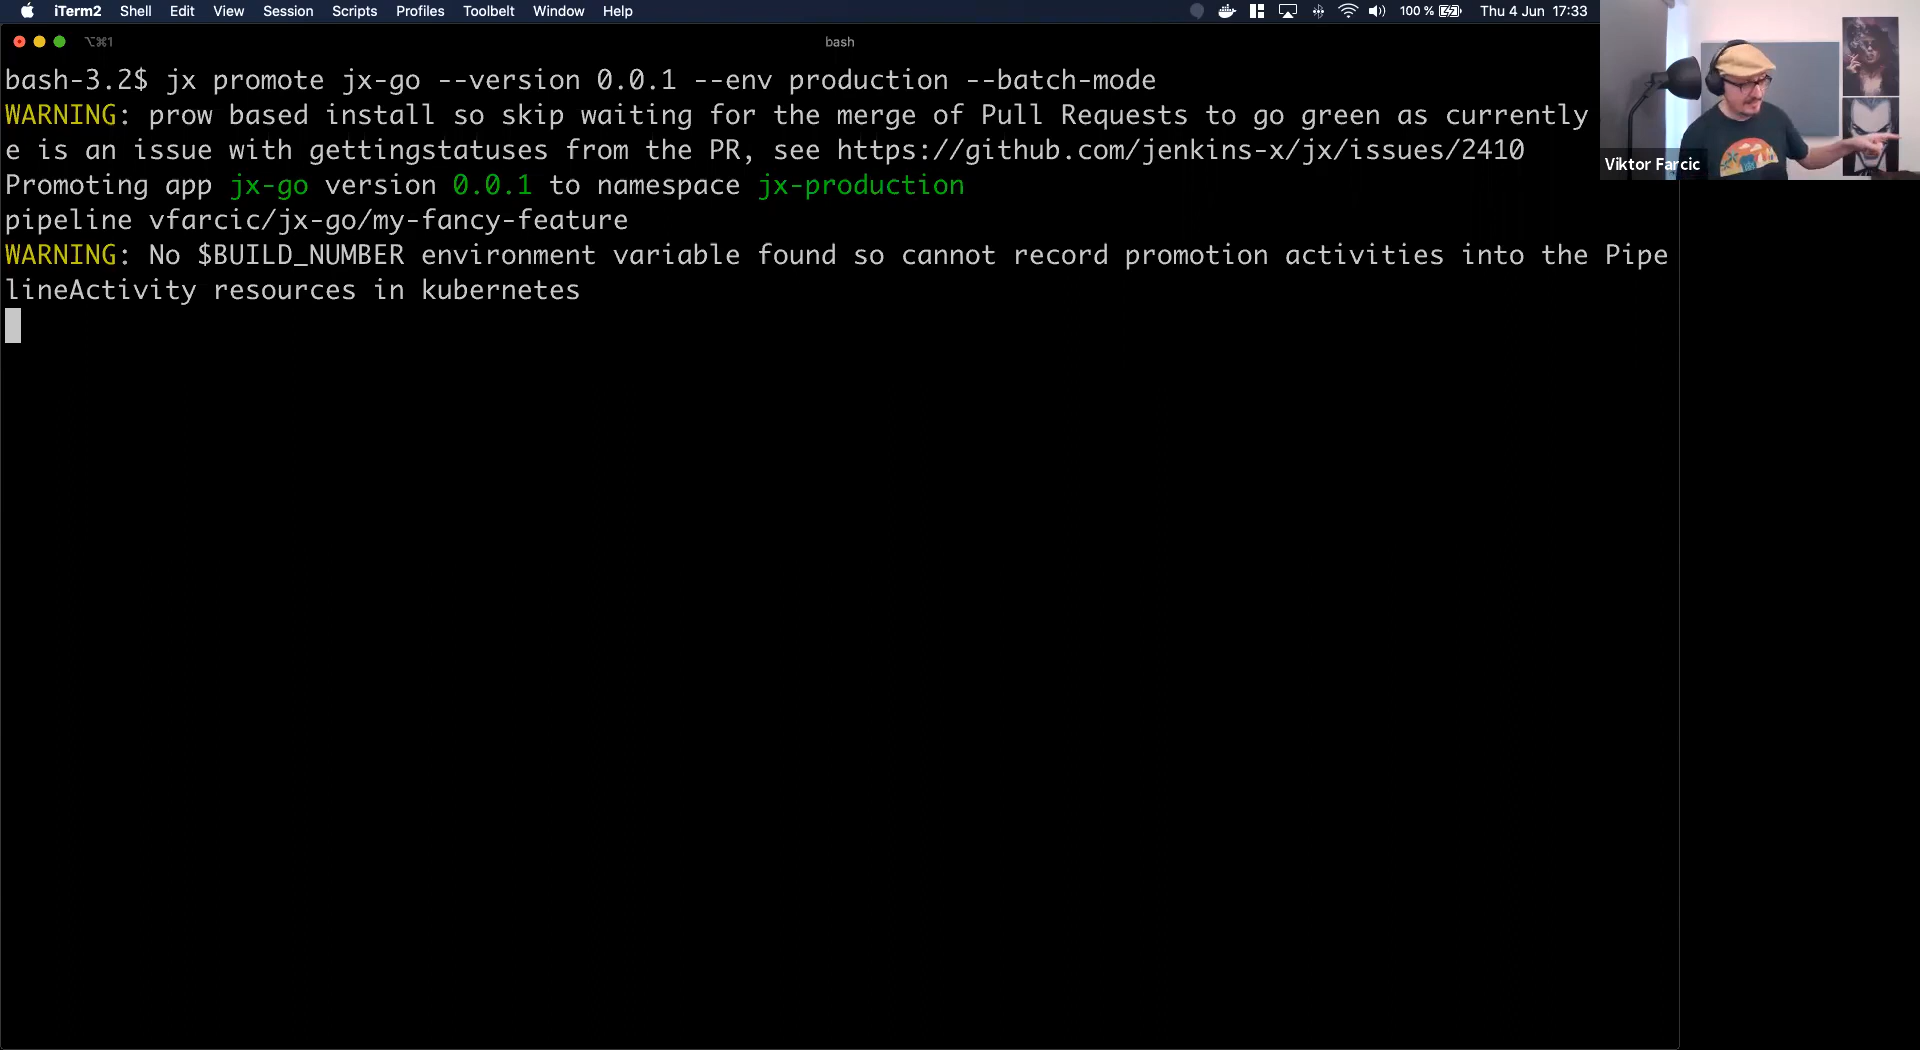 iTerm2 Shell Edit View Session Scripts Profiles Toolbelt Window Help 100 % Thu 4 Jun 17:33
⌥⌘1 bash
bash-3.2$ jx promote jx-go --version 0.0.1 --env production --batch-mode
WARNING: prow based install so skip waiting for the merge of Pull Requests to go green as currently
e is an issue with gettingstatuses from the PR, see https://github.com/jenkins-x/jx/issues/2410
Viktor Farcic
Promoting app jx-go version 0.0.1 to namespace jx-production
pipeline vfarcic/jx-go/my-fancy-feature
WARNING: No $BUILD_NUMBER environment variable found so cannot record promotion activities into the Pipe
lineActivity resources in kubernetes